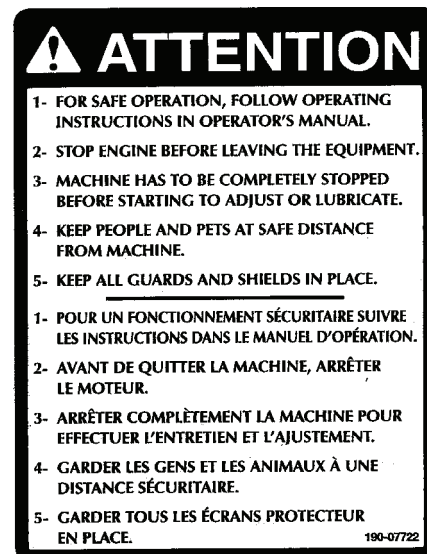 ATTENTION
1- FOR SAFE OPERATION, FOLLOW OPERATING
INSTRUCTIONS IN OPERATOR'S MANUAL.
2- STOP ENGINE BEFORE LEAVING THE EQUIPMENT.
3- MACHINE HAS TO BE COMPLETELY STOPPED
BEFORE STARTING TO ADJUST OR LUBRICATE.
4- KEEP PEOPLE AND PETS AT SAFE DISTANCE
FROM MACHINE.
5- KEEP ALL GUARDS AND SHIELDS IN PLACE.
1- POUR UN FONCTIONNEMENT SÉCURITAIRE SUIVRE
LES INSTRUCTIONS DANS LE MANUEL D'OPÉRATION.
2- AVANT DE QUITTER LA MACHINE, ARRÊTER
LE MOTEUR.
3- ARRÊTER COMPLÈTEMENT LA MACHINE POUR
EFFECTUER L'ENTRETIEN ET L'AJUSTEMENT.
4- GARDER LES GENS ET LES ANIMAUX À UNE
DISTANCE SÉCURITAIRE.
5- GARDER TOUS LES ÉCRANS PROTECTEUR
EN PLACE.
190-07722